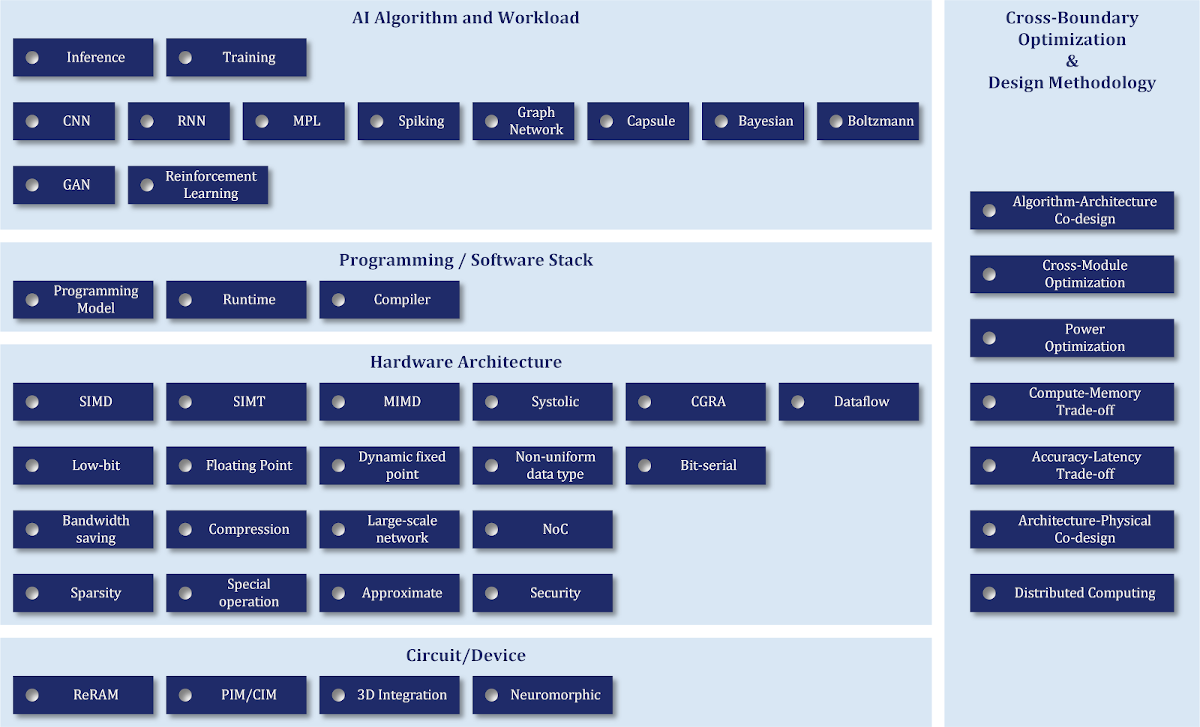 AI Algorithm and Workload
Inference
Training
CNN
RNN
MPL
Spiking
Graph
Network
Capsule
Bayesian
Boltzmann
GAN
Reinforcement
Learning
Programming / Software Stack
Programming
Model
Runtime
Compiler
Hardware Architecture
SIMD
SIMT
MIMD
Systolic
CGRA
Dataflow
Low-bit
Floating Point
Dynamic fixed
point
Non-uniform
data type
Bit-serial
Bandwidth
saving
Compression
Large-scale
network
NoC
Sparsity
Special
operation
Approximate
Security
Circuit/Device
ReRAM
PIM/CIM
3D Integration
Neuromorphic
Cross-Boundary
Optimization
&
Design Methodology
Algorithm-Architecture
Co-design
Cross-Module
Optimization
Power
Optimization
Compute-Memory
Trade-off
Accuracy-Latency
Trade-off
Architecture-Physical
Co-design
Distributed Computing